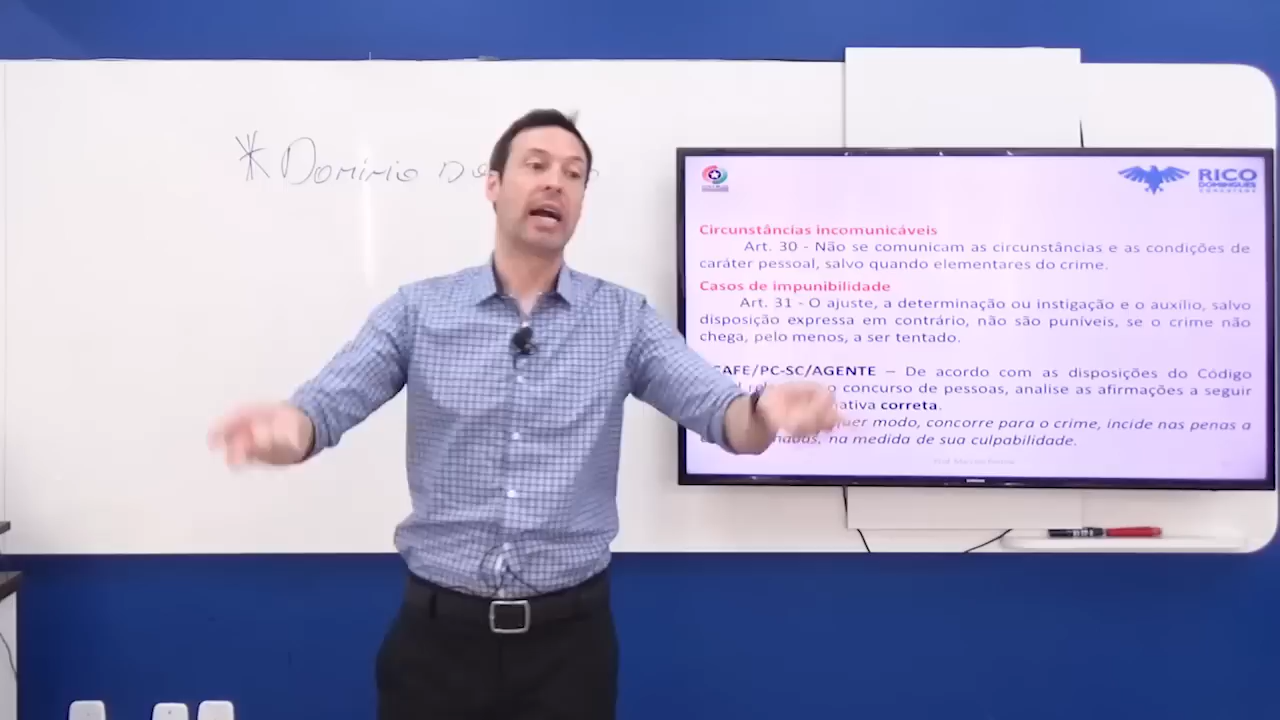 * Domínio Do
RICO
DOMINGUES
CONCURSOS
Circunstâncias incomunicáveis
Art. 30 - Não se comunicam as circunstâncias e as condições de
caráter pessoal, salvo quando elementares do crime.
Casos de impunibilidade
Art. 31 - O ajuste, a determinação ou instigação e o auxílio, salvo
disposição expressa em contrário, não são puníveis, se o crime não
chega, pelo menos, a ser tentado.
CAFE/PC-SC/AGENTE – De acordo com as disposições do Código
o concurso de pessoas, analise as afirmações a seguir
correta.
modo, concorre para o crime, incide nas penas a
na medida de sua culpabilidade.